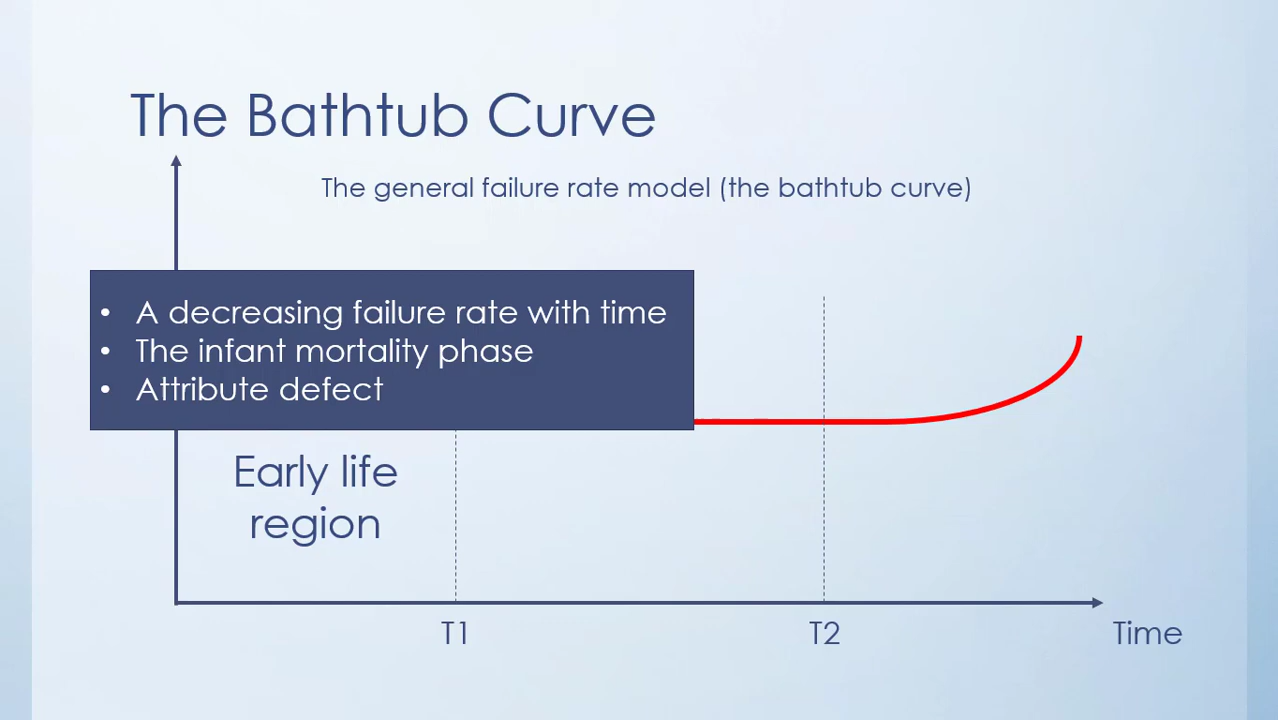 The Bathtub Curve
The general failure rate model (the bathtub curve)
• A decreasing failure rate with time
• The infant mortality phase
• Attribute defect
Early life
region
T1
T2
Time